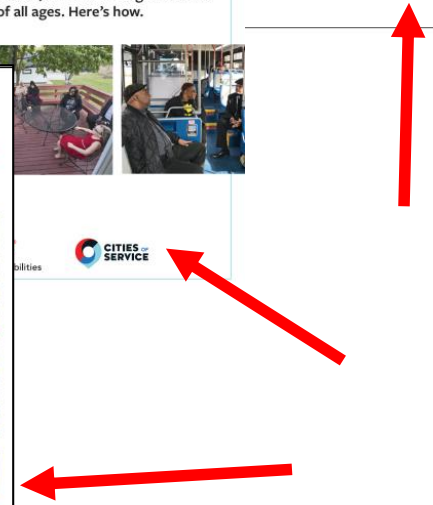 of all ages. Here's how.
CITIES OF
SERVICE
bilities